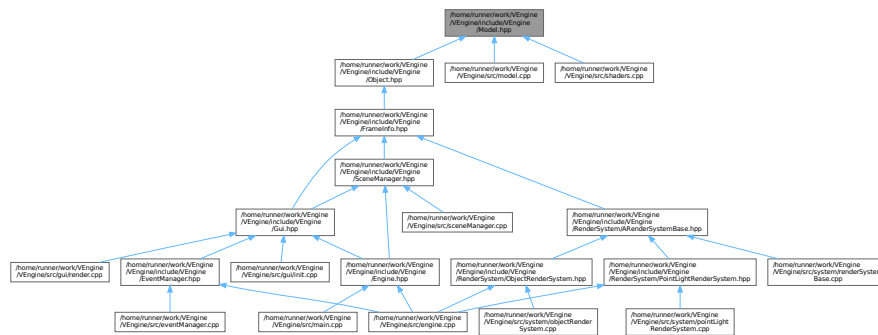 /home/runner/work/VEngine
/VEngine/include/VEngine
/Model.hpp
/home/runner/work/VEngine
/VEngine/include/VEngine
/Object.hpp
/home/runner/work/VEngine
/VEngine/src/model.cpp
/home/runner/work/VEngine
/VEngine/src/shaders.cpp
/home/runner/work/VEngine
/VEngine/include/VEngine
/FrameInfo.hpp
/home/runner/work/VEngine
/VEngine/include/VEngine
/SceneManager.hpp
/home/runner/work/VEngine
/VEngine/include/VEngine
/Gui.hpp
/home/runner/work/VEngine
/VEngine/src/sceneManager.cpp
/home/runner/work/VEngine
/VEngine/include/VEngine
/RenderSystem/ARenderSystemBase.hpp
/home/runner/work/VEngine
/VEngine/src/gui/render.cpp
/home/runner/work/VEngine
/VEngine/include/VEngine
/EventManager.hpp
/home/runner/work/VEngine
/VEngine/src/gui/init.cpp
/home/runner/work/VEngine
/VEngine/include/VEngine
/Engine.hpp
/home/runner/work/VEngine
/VEngine/include/VEngine
/RenderSystem/ObjectRenderSystem.hpp
/home/runner/work/VEngine
/VEngine/include/VEngine
/RenderSystem/PointLightRenderSystem.hpp
/home/runner/work/VEngine
/VEngine/src/system/renderSystem
Base.cpp
/home/runner/work/VEngine
/VEngine/src/eventManager.cpp
/home/runner/work/VEngine
/VEngine/src/main.cpp
/home/runner/work/VEngine
/VEngine/src/engine.cpp
/home/runner/work/VEngine
/VEngine/src/system/objectRender
System.cpp
/home/runner/work/VEngine
/VEngine/src/system/pointLight
RenderSystem.cpp